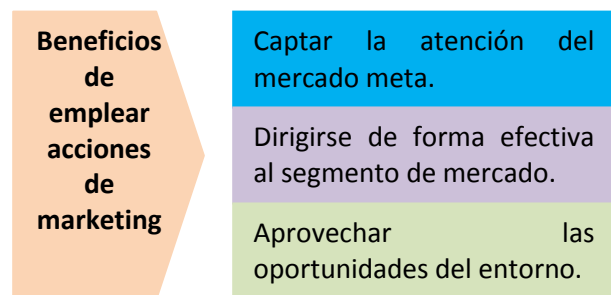 Beneficios
de
emplear
acciones
de
marketing
Captar la atención del
mercado meta.
Dirigirse de forma efectiva
al segmento de mercado.
Aprovechar las
oportunidades del entorno.